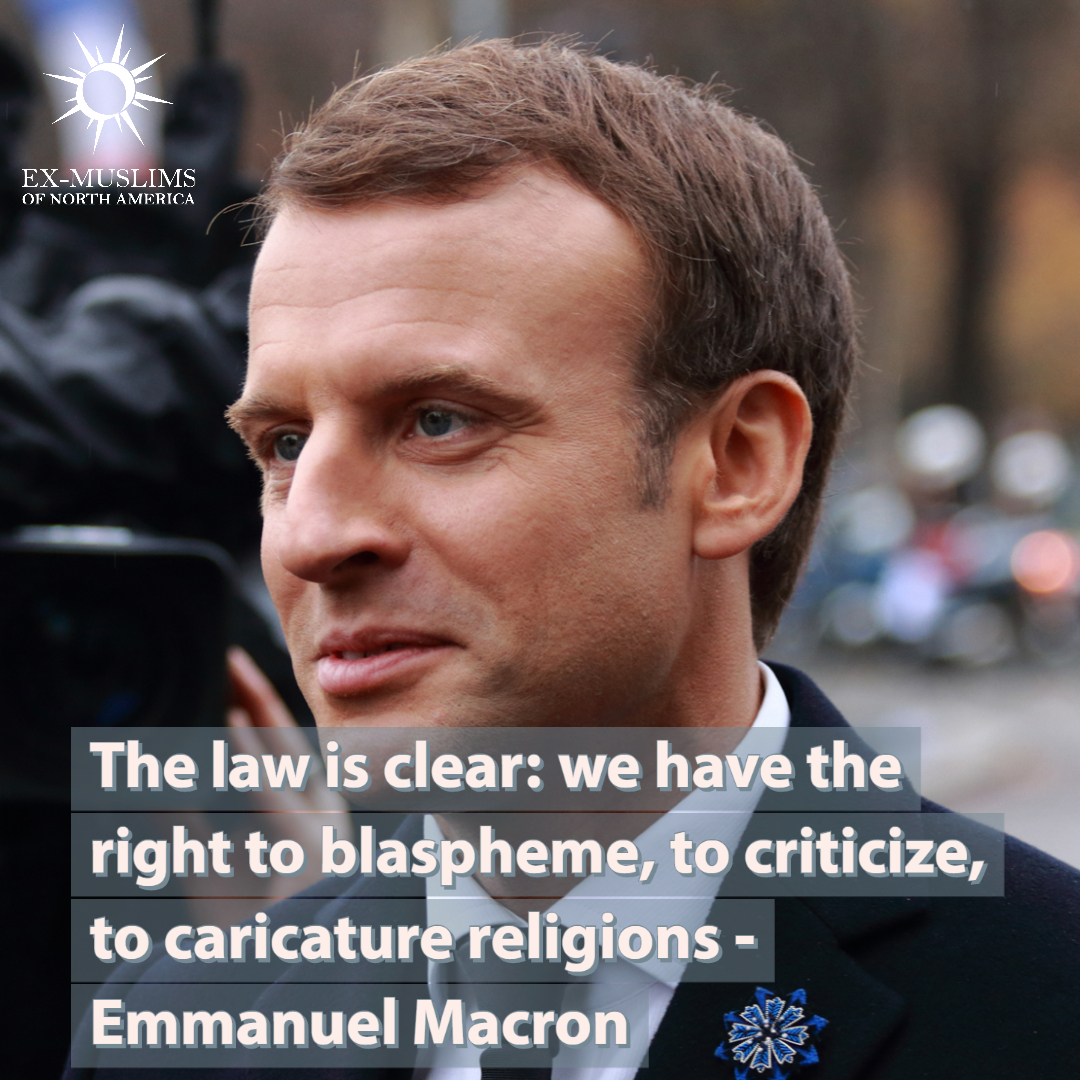 EX-MUSLIMS
OF NORTH AMERICA
The law is clear: we have the
right to blaspheme, to criticize,
to caricature religions -
Emmanuel Macron